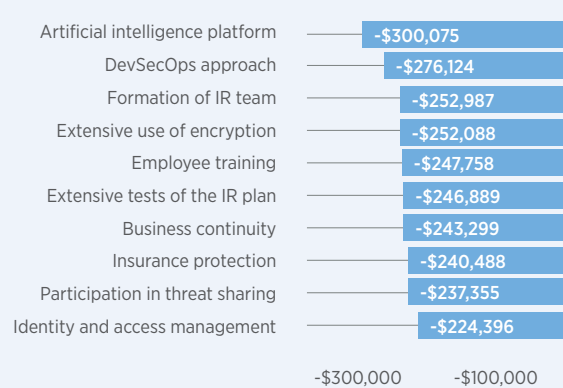 Artificial intelligence platform -$300,075
DevSecOps approach -$276,124
Formation of IR team -$252,987
Extensive use of encryption -$252,088
Employee training -$247,758
Extensive tests of the IR plan -$246,889
Business continuity -$243,299
Insurance protection -$240,488
Participation in threat sharing -$237,355
Identity and access management -$224,396
-$300,000 -$100,000